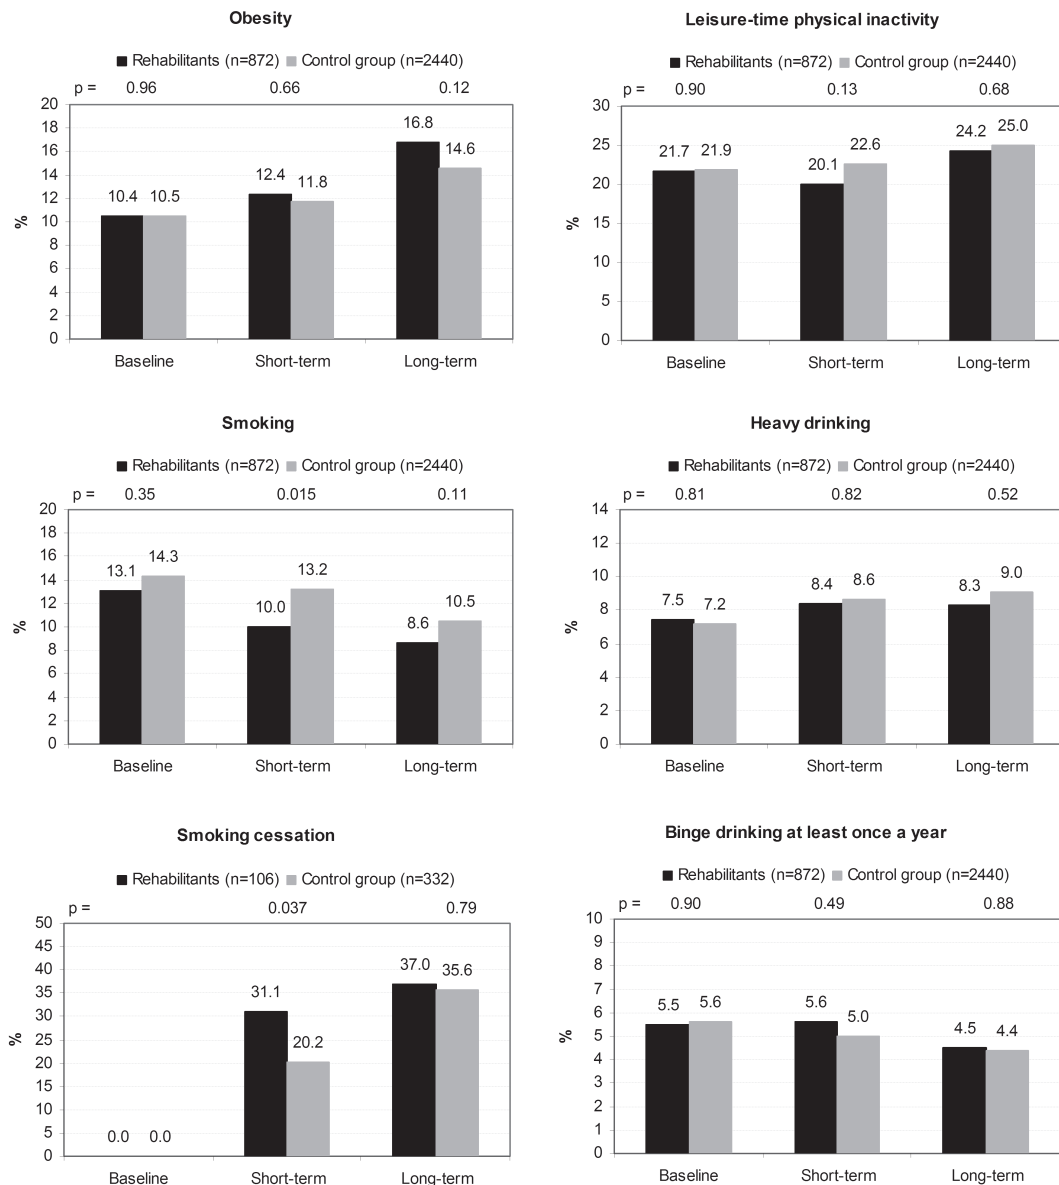 Obesity
Rehabilitants (n=872) Control group (n=2440)
p = 0.96 0.66 0.12
20
18
16
14
12
10
8
6
4
2
0
%
10.4 10.5 12.4 11.8 16.8 14.6
Baseline Short-term Long-term
Leisure-time physical inactivity
Rehabilitants (n=872) Control group (n=2440)
p = 0.90 0.13 0.68
30
25
20
15
10
5
0
%
21.7 21.9 20.1 22.6 24.2 25.0
Baseline Short-term Long-term
Smoking
Rehabilitants (n=872) Control group (n=2440)
p = 0.35 0.015 0.11
20
18
16
14
12
10
8
6
4
2
0
%
13.1 14.3 10.0 13.2 8.6 10.5
Baseline Short-term Long-term
Heavy drinking
Rehabilitants (n=872) Control group (n=2440)
p = 0.81 0.82 0.52
14
12
10
8
6
4
2
0
%
7.5 7.2 8.4 8.6 8.3 9.0
Baseline Short-term Long-term
Smoking cessation
Rehabilitants (n=106) Control group (n=332)
p = 0.037 0.79
50
45
40
35
30
25
20
15
10
5
0
%
0.0 0.0 31.1 20.2 37.0 35.6
Baseline Short-term Long-term
Binge drinking at least once a year
Rehabilitants (n=872) Control group (n=2440)
p = 0.90 0.49 0.88
10
9
8
7
6
5
4
3
2
1
0
%
5.5 5.6 5.6 5.0 4.5 4.4
Baseline Short-term Long-term